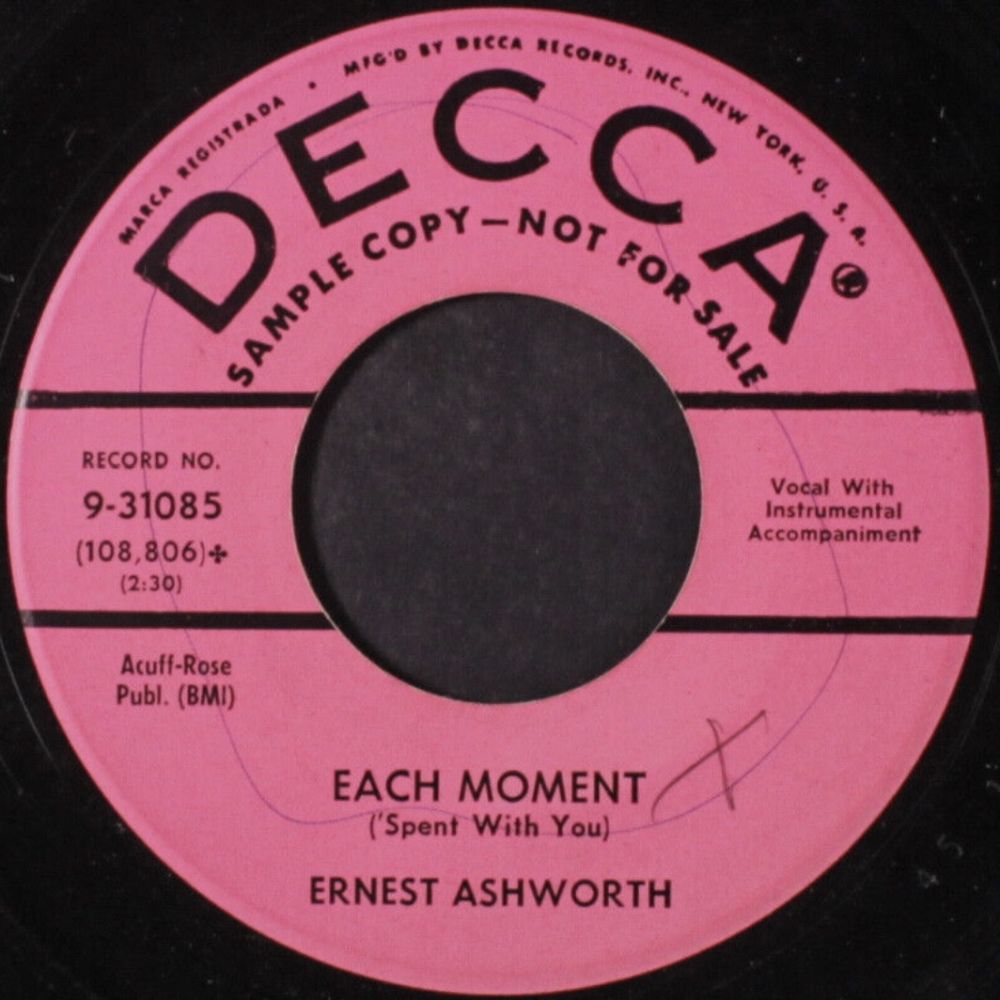 MARCA REGISTRADA • MFG'D BY DECCA RECORDS, INC., NEW YORK, U. S. A.
DECCA®
SAMPLE COPY—NOT FOR SALE
RECORD NO.
9-31085
(108,806)✤
(2:30)
Vocal With
Instrumental
Accompaniment
Acuff-Rose
Publ. (BMI)
EACH MOMENT
('Spent With You)
ERNEST ASHWORTH